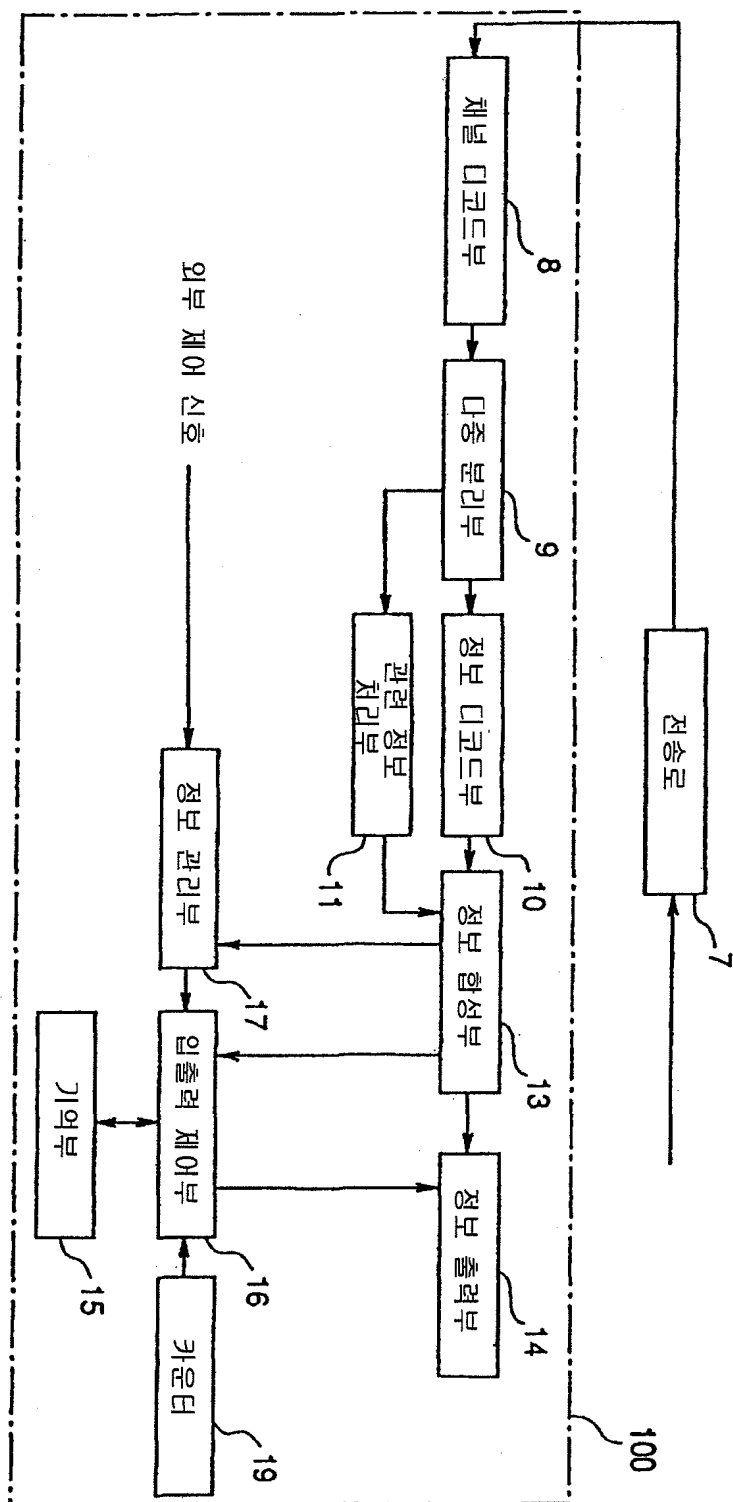 전송로
7
100
채널 디코드부
8
다중 분리부
9
정보 디코드부
10
관련 정보
처리부
11
정보 합성부
13
정보 출력부
14
외부 제어 신호
정보 관리부
17
입출력 제어부
16
카운터
19
기억부
15